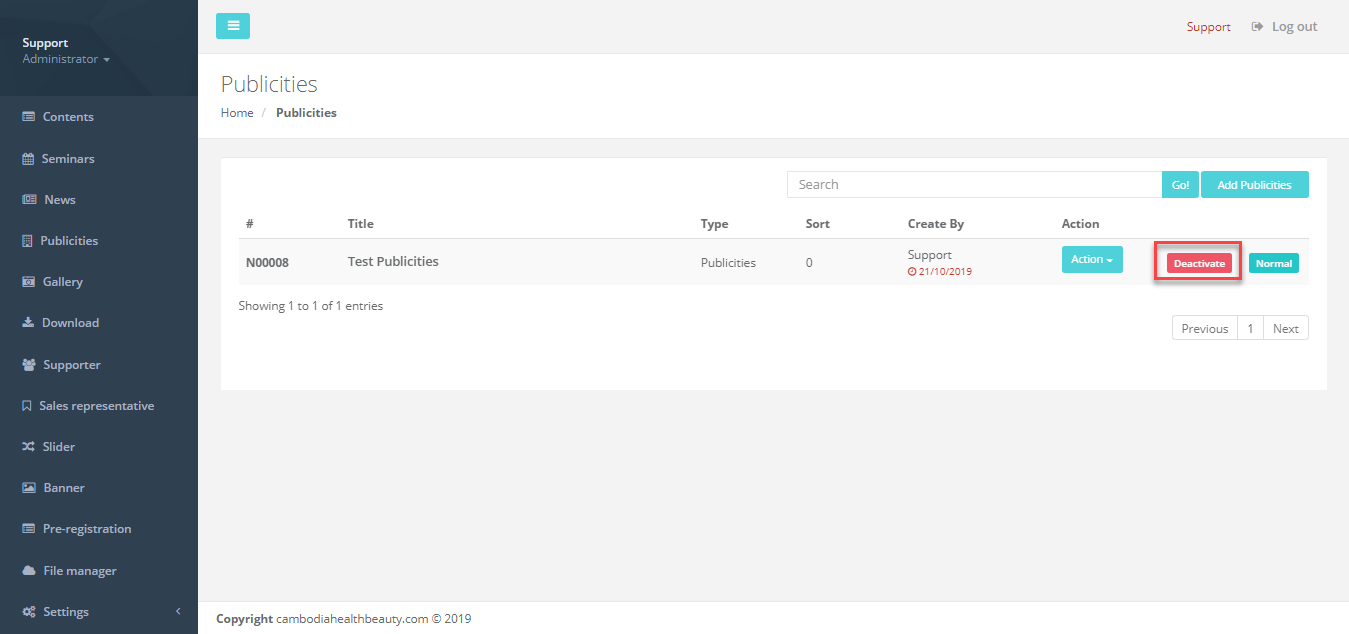 Support
Administrator
Contents
Seminars
News
Publicities
Gallery
Download
Supporter
Sales representative
Slider
Banner
Pre-registration
File manager
Settings
Support Log out
Publicities
Home / Publicities
Search Go! Add Publicities
# Title Type Sort Create By Action
N00008 Test Publicities Publicities 0 Support Action Deactivate Normal
21/10/2019
Showing 1 to 1 of 1 entries
Previous 1 Next
Copyright cambodiahealthbeauty.com © 2019